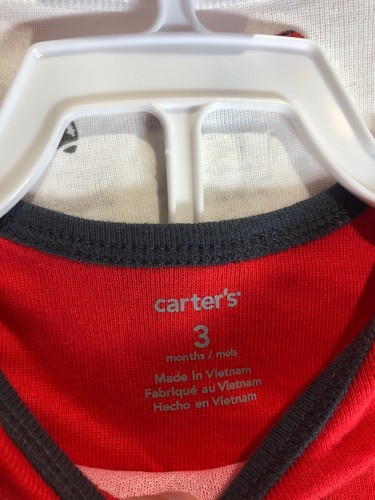 carter's®
3
months / mois
Made in Vietnam
Fabriqué au Vietnam
Hecho en Vietnam